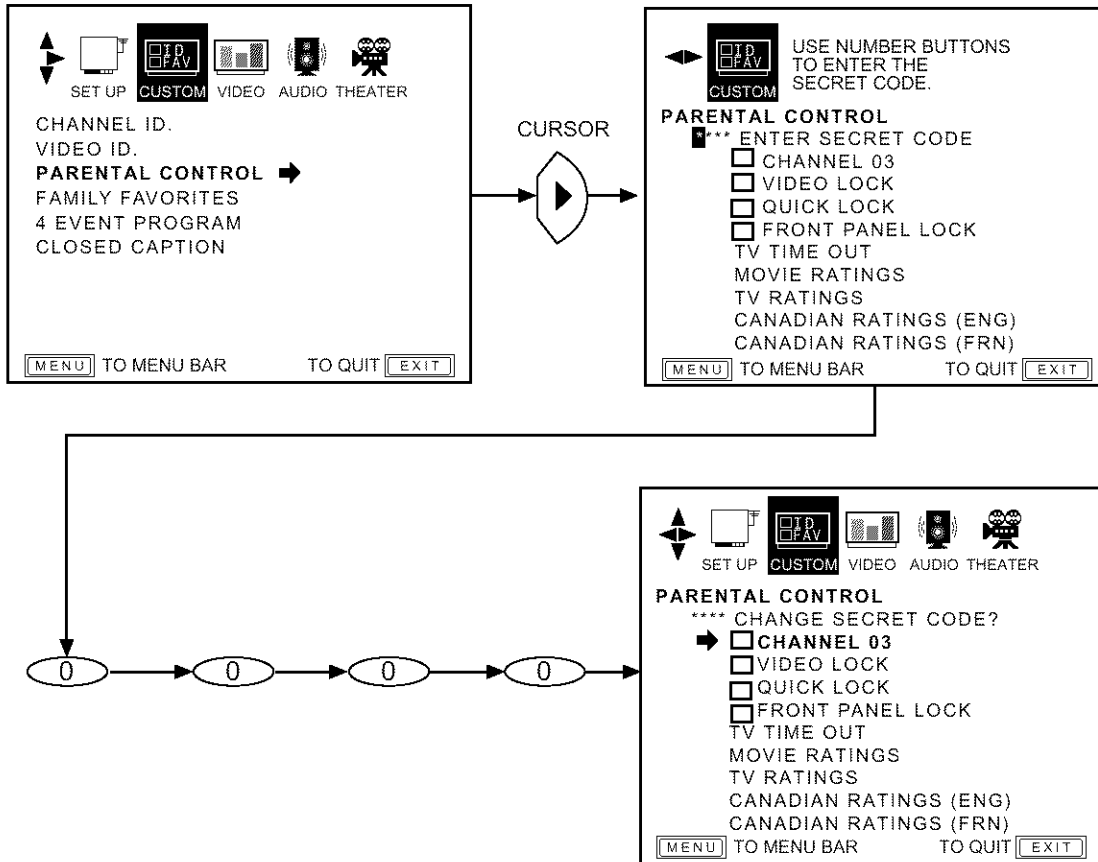 SET UP CUSTOM VIDEO AUDIO THEATER
ID
FAV
CHANNEL ID.
VIDEO ID.
PARENTAL CONTROL
FAMILY FAVORITES
4 EVENT PROGRAM
CLOSED CAPTION
MENU TO MENU BAR TO QUIT EXIT
CURSOR
ID
FAV
CUSTOM
USE NUMBER BUTTONS
TO ENTER THE
SECRET CODE.
PARENTAL CONTROL
**** ENTER SECRET CODE
CHANNEL 03
VIDEO LOCK
QUICK LOCK
FRONT PANEL LOCK
TV TIME OUT
MOVIE RATINGS
TV RATINGS
CANADIAN RATINGS (ENG)
CANADIAN RATINGS (FRN)
MENU TO MENU BAR TO QUIT EXIT
0 0 0 0
ID
FAV
SET UP CUSTOM VIDEO AUDIO THEATER
PARENTAL CONTROL
**** CHANGE SECRET CODE?
CHANNEL 03
VIDEO LOCK
QUICK LOCK
FRONT PANEL LOCK
TV TIME OUT
MOVIE RATINGS
TV RATINGS
CANADIAN RATINGS (ENG)
CANADIAN RATINGS (FRN)
MENU TO MENU BAR TO QUIT EXIT